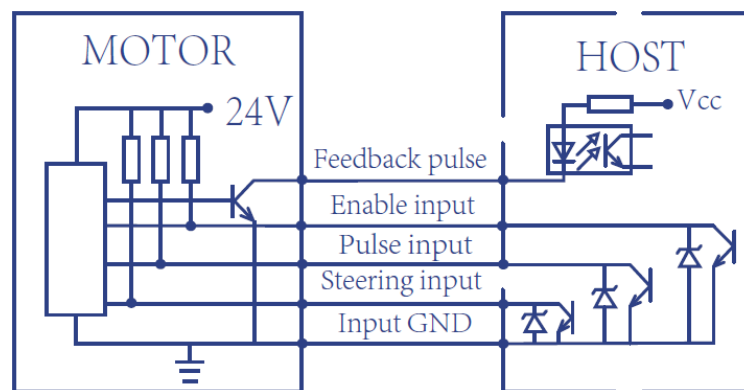 MOTOR
HOST
24V
Vcc
Feedback pulse
Enable input
Pulse input
Steering input
Input GND